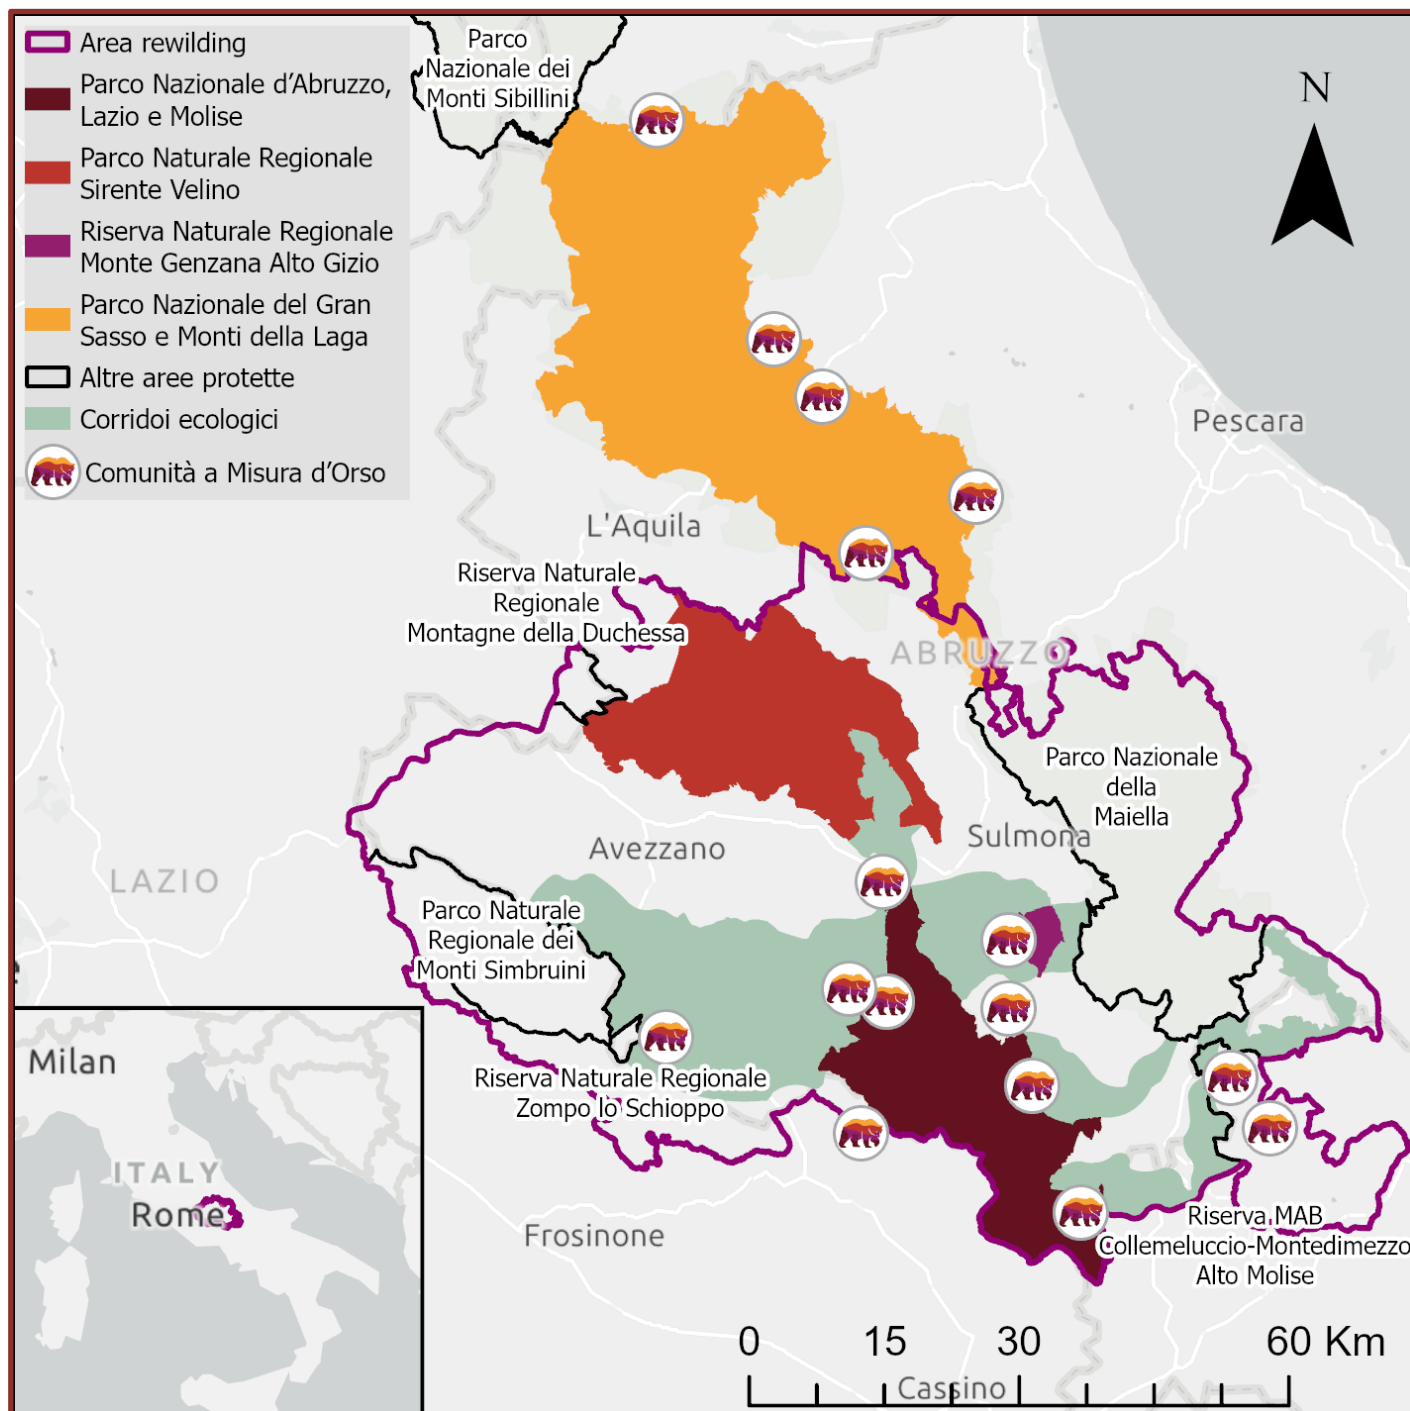 Area rewilding
Parco Nazionale d'Abruzzo,
Lazio e Molise
Parco Naturale Regionale
Sirente Velino
Riserva Naturale Regionale
Monte Genzana Alto Gizio
Parco Nazionale del Gran
Sasso e Monti della Laga
Altre aree protette
Corridoi ecologici
Comunità a Misura d'Orso
Parco
Nazionale dei
Monti Sibillini
N
Pescara
L'Aquila
Riserva Naturale
Regionale
Montagne della Duchessa
ABRUZZO
Parco Nazionale
della
Maiella
Avezzano
Sulmona
LAZIO
Parco Naturale
Regionale dei
Monti Simbruini
Riserva Naturale Regionale
Zompo lo Schioppo
Frosinone
Riserva MAB
Collemeluccio-Montedimezzo
Alto Molise
Milan
ITALY
Rome
0 15 30 60 Km
Cassino